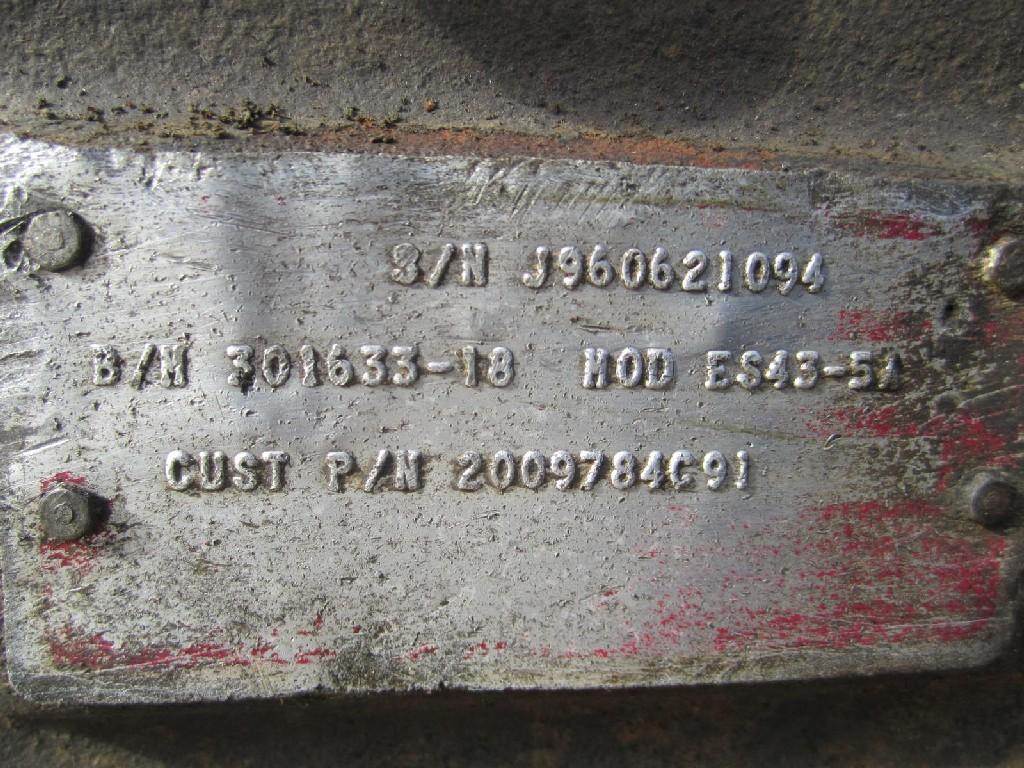 S/N J960621094
B/M 301633-18 MOD ES43-5A
CUST P/N 2009784C91